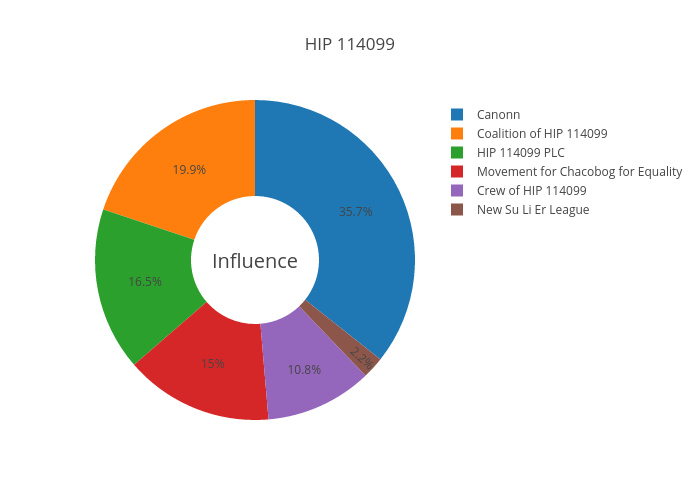 HIP 114099
Canonn
Coalition of HIP 114099
HIP 114099 PLC
Movement for Chacobog for Equality
Crew of HIP 114099
New Su Li Er League
19.9%
35.7%
Influence
16.5%
15%
10.8%
2.2%